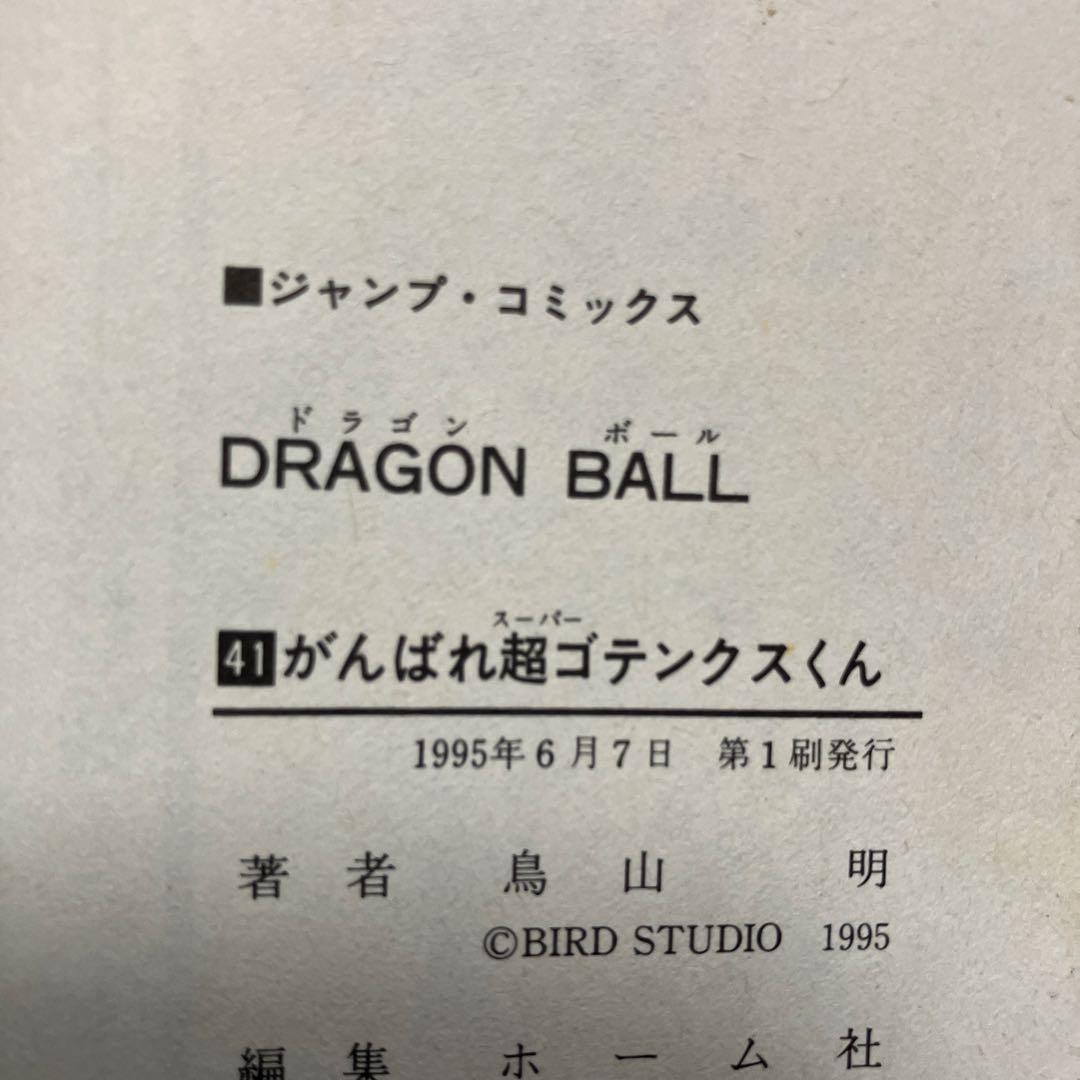 ■ジャンプ・コミックス
ドラゴン ボール
DRAGON BALL
スーパー
41がんばれ超ゴテンクスくん
1995年6月7日 第1刷発行
著者 鳥山 明
©BIRD STUDIO 1995
編集 ホーム社